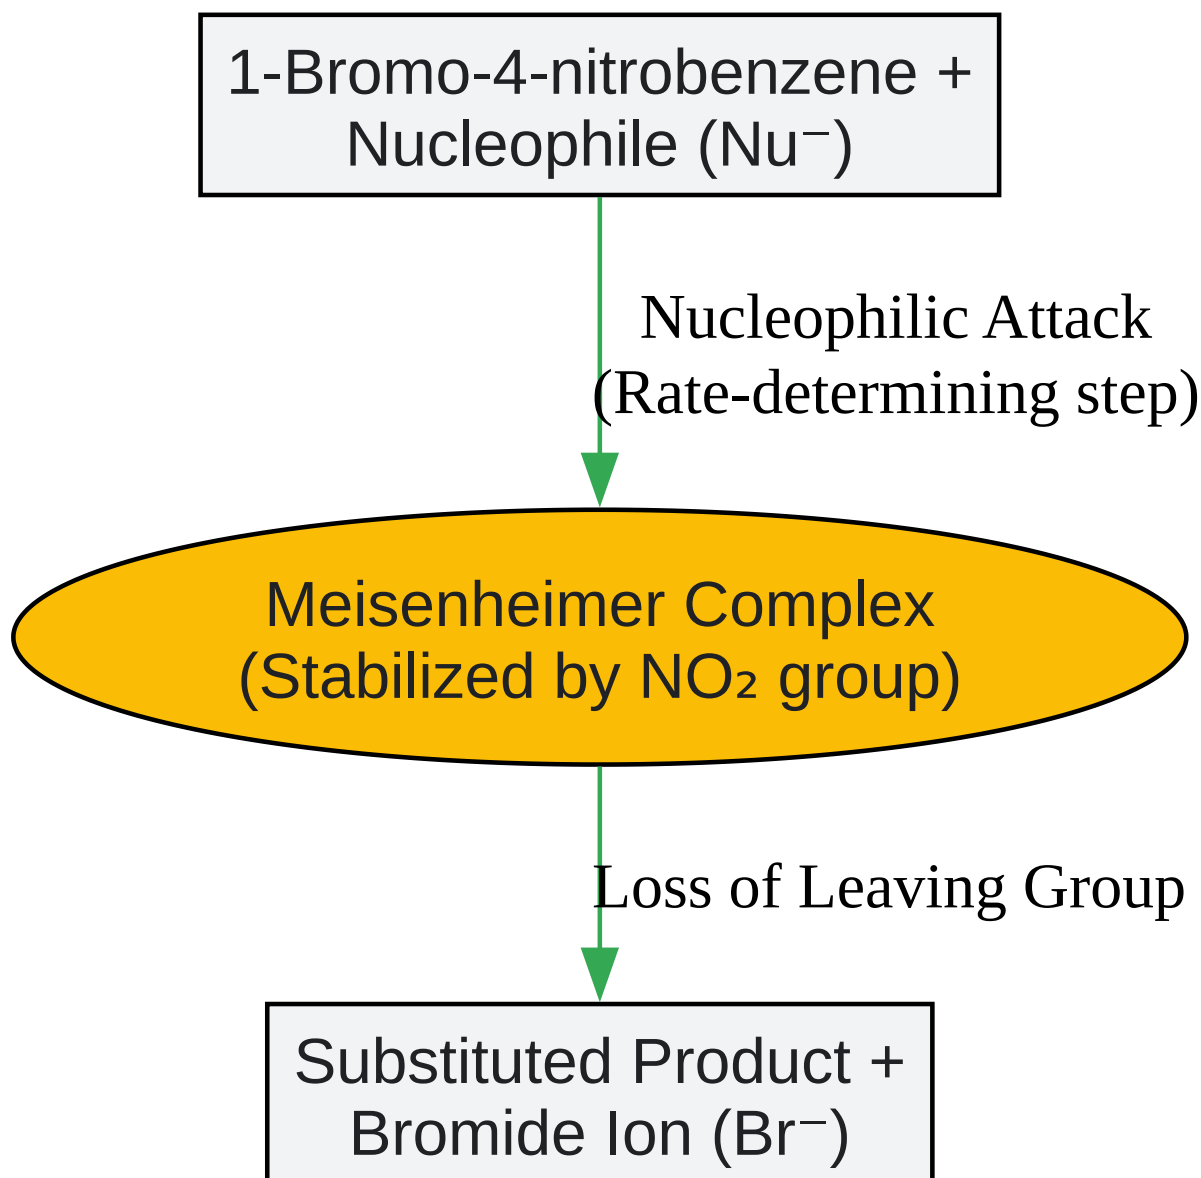 1-Bromo-4-nitrobenzene +
Nucleophile (Nu⁻)
Nucleophilic Attack
(Rate-determining step)
Meisenheimer Complex
(Stabilized by NO₂ group)
Loss of Leaving Group
Substituted Product +
Bromide Ion (Br⁻)